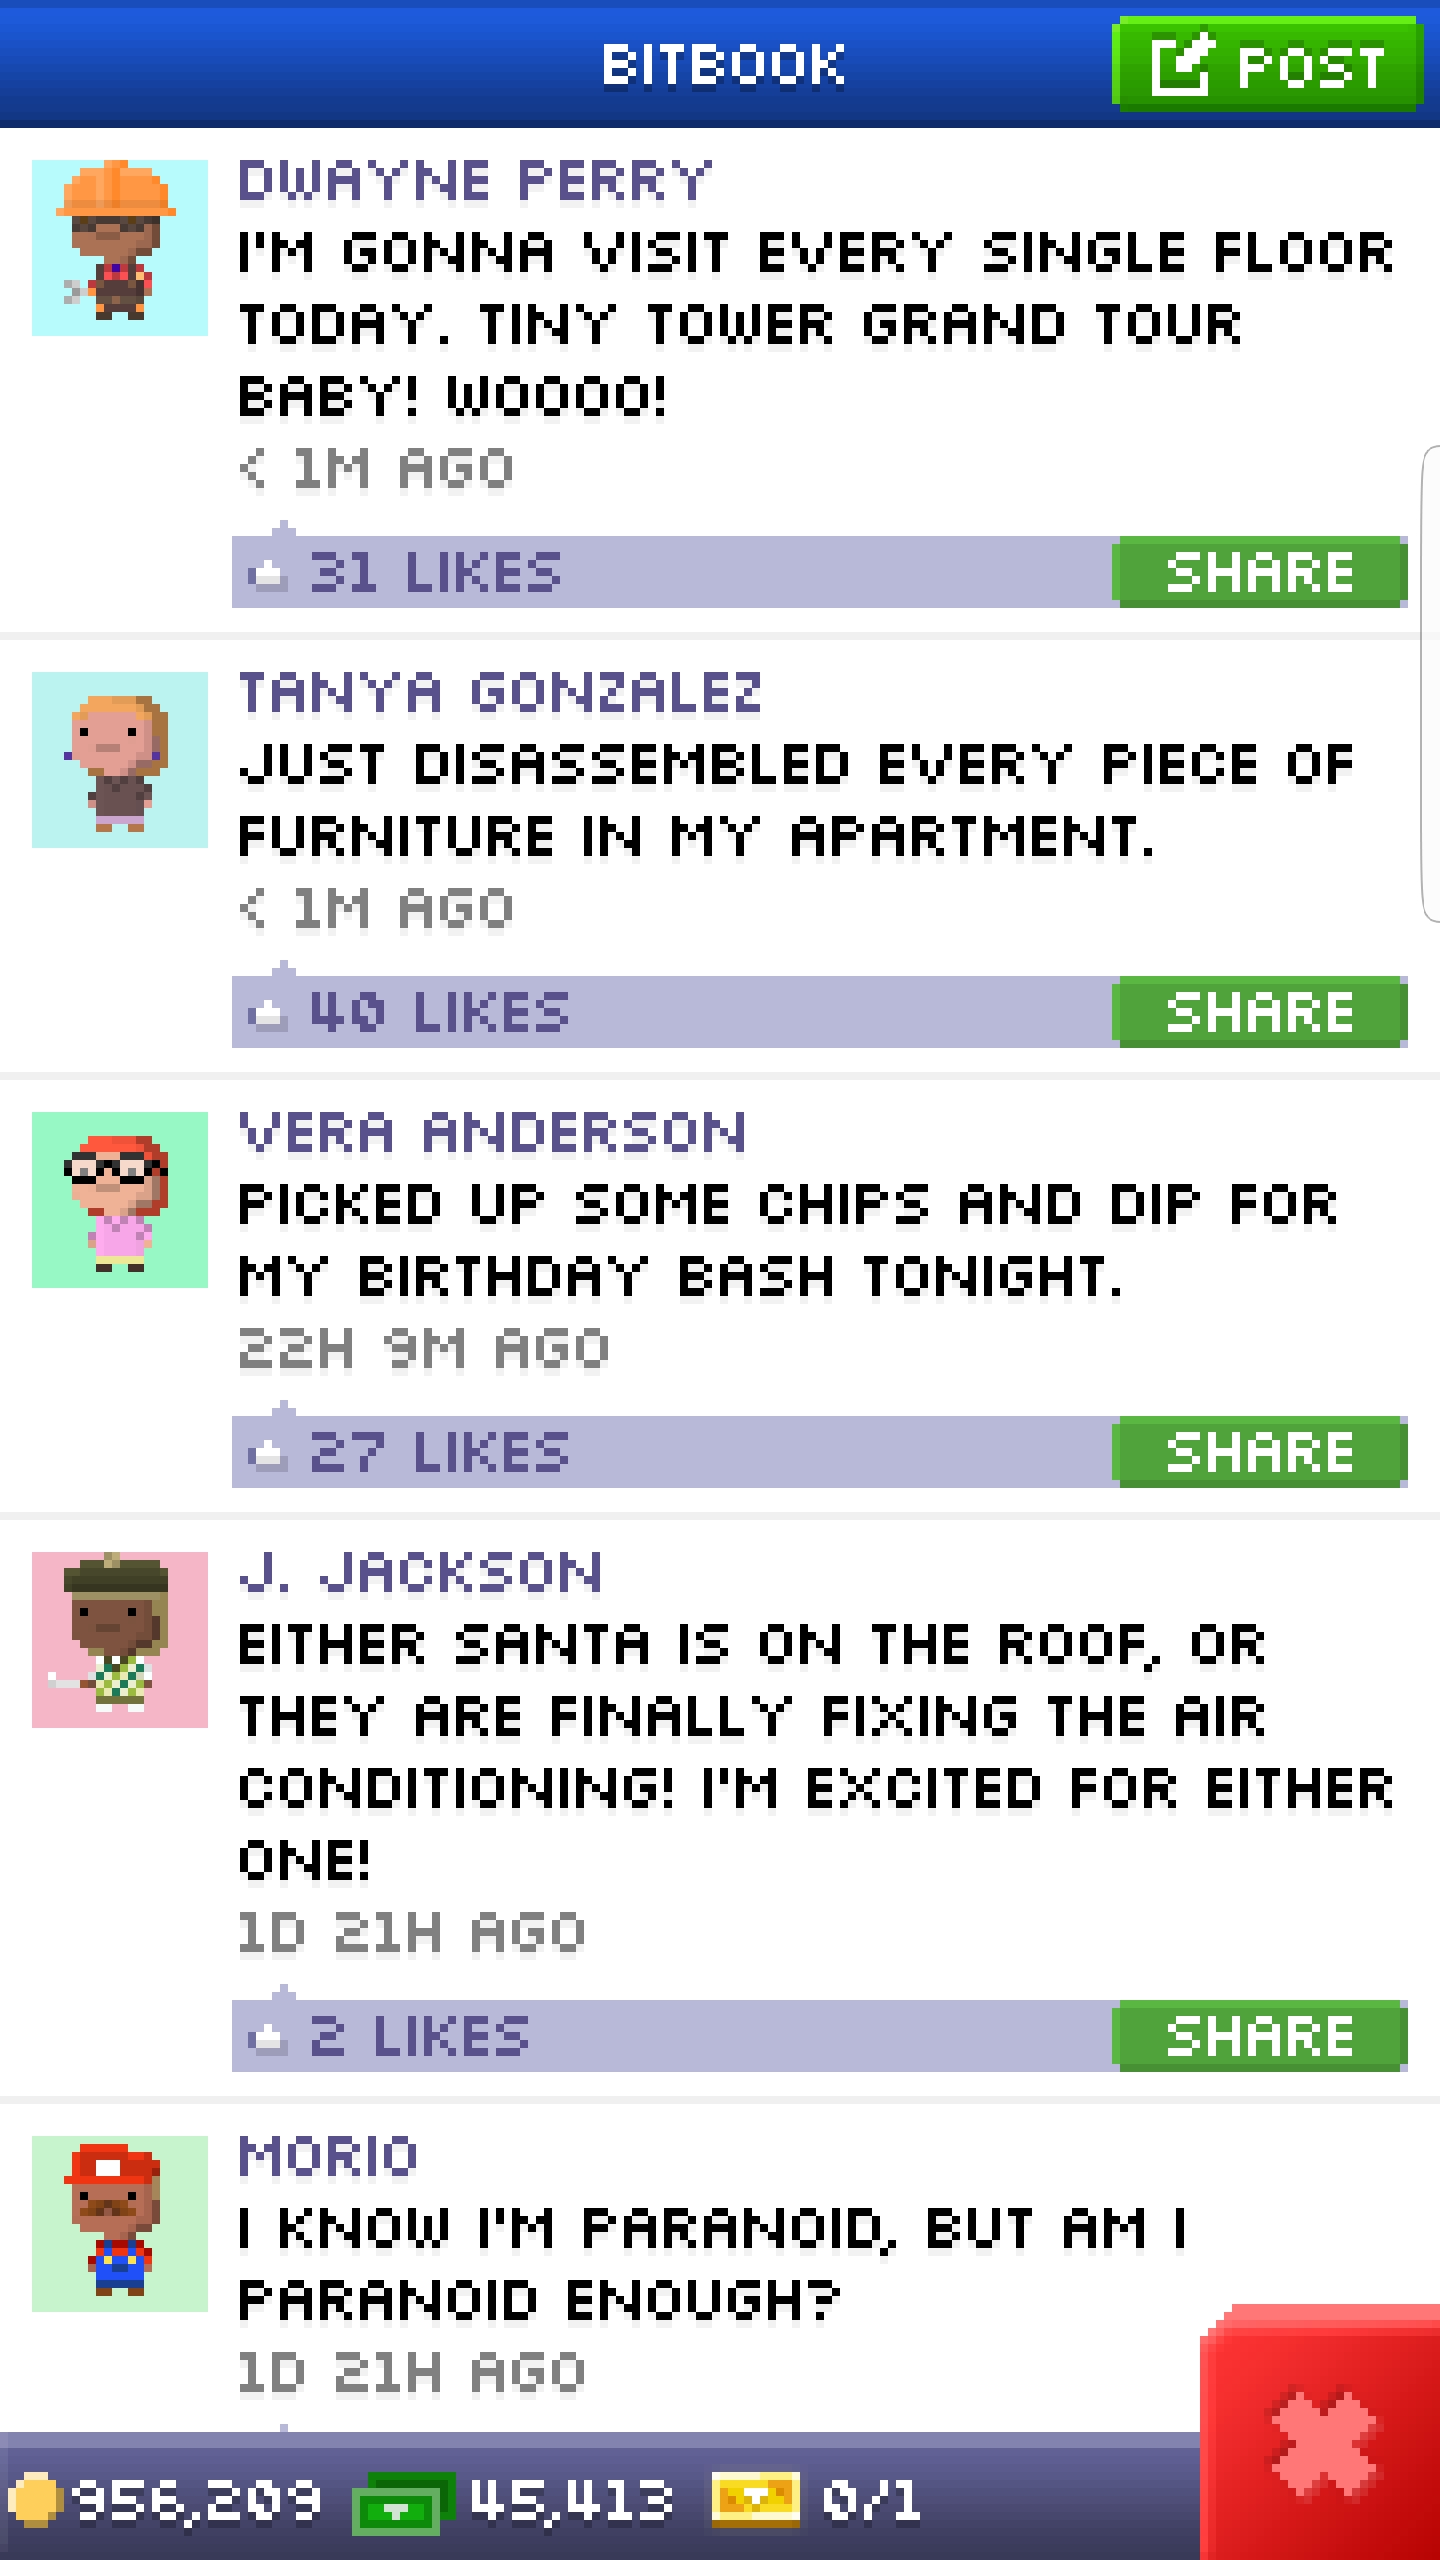 BITBOOK
POST
DWAYNE PERRY
I'M GONNA VISIT EVERY SINGLE FLOOR
TODAY. TINY TOWER GRAND TOUR
BABY! WOOOO!
< 1M AGO
31 LIKES
SHARE
TANYA GONZALEZ
JUST DISASSEMBLED EVERY PIECE OF
FURNITURE IN MY APARTMENT.
< 1M AGO
40 LIKES
SHARE
VERA ANDERSON
PICKED UP SOME CHIPS AND DIP FOR
MY BIRTHDAY BASH TONIGHT.
22H 9M AGO
27 LIKES
SHARE
J. JACKSON
EITHER SANTA IS ON THE ROOF, OR
THEY ARE FINALLY FIXING THE AIR
CONDITIONING! I'M EXCITED FOR EITHER
ONE!
1D 21H AGO
2 LIKES
SHARE
MORIO
I KNOW I'M PARANOID, BUT AM I
PARANOID ENOUGH?
1D 21H AGO
956,209 45,413 0/1